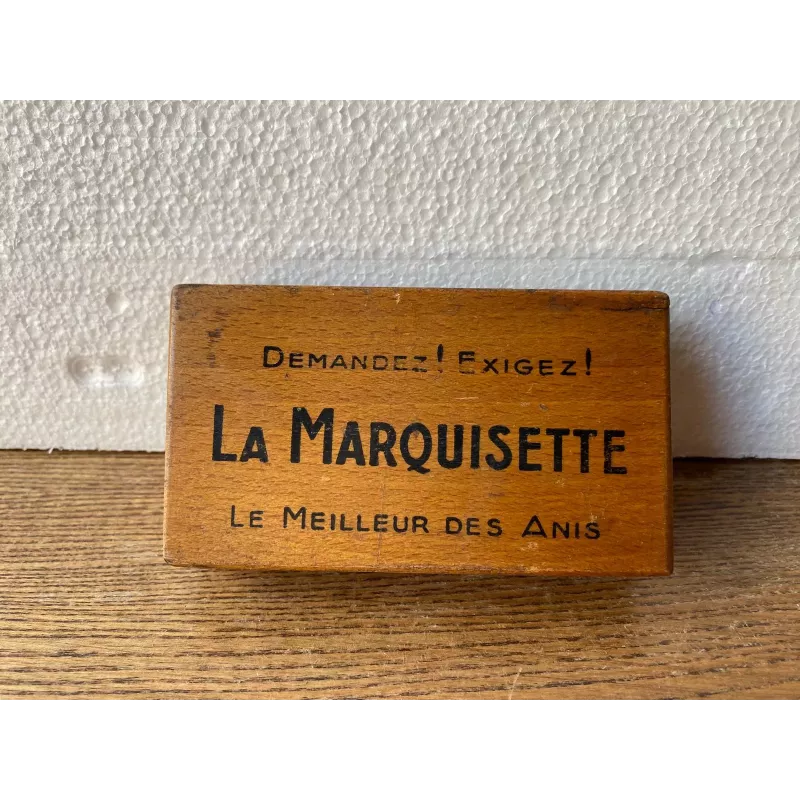 DEMANDEZ! EXIGEZ!
LA MARQUISETTE
LE MEILLEUR DES ANIS